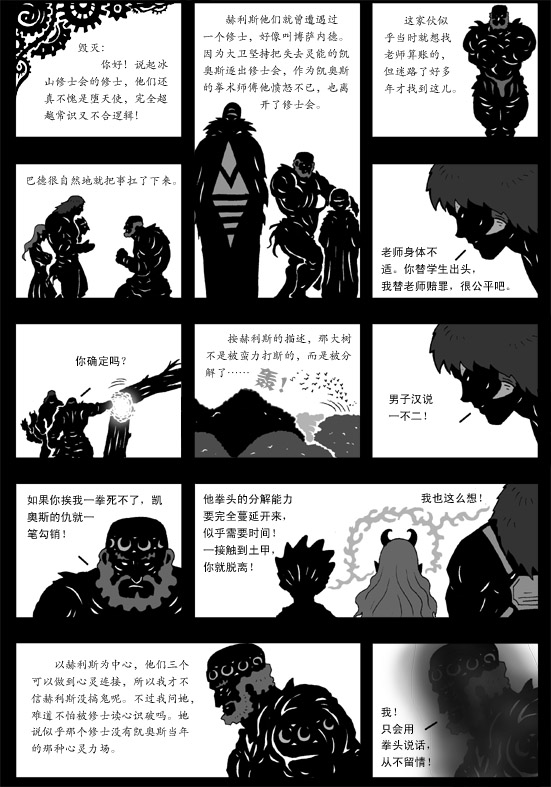 毁灭：
你好！说起冰
山修士会的修士，他们还
真不愧是堕天使，完全超
越常识又不合逻辑！
赫利斯他们就曾遭遇过
一个修士，好像叫博萨内德。
因为大卫坚持把失去灵能的凯
奥斯逐出修士会，作为凯奥斯
的拳术师傅他愤怒不已，也离
开了修士会。
这家伙似
乎当时就想找
老师算账的，
但迷路了好多
年才找到这儿。
巴德很自然地就把事扛了下来。
老师身体不
适。你替学生出头，
我替老师赔罪，很公平吧。
你确定吗？
按赫利斯的描述，那大树
不是被蛮力打断的，而是被分
解了……
轰！
男子汉说
一不二！
如果你挨我一拳死不了，凯
奥斯的仇就一
笔勾销！
他拳头的分解能力
要完全蔓延开来，
似乎需要时间！
一接触到土甲，
你就脱离！
我也这么想！
以赫利斯为中心，他们三个
可以做到心灵连接，所以我才不
信赫利斯没搞鬼呢。不过我问她，
难道不怕被修士读心识破吗。她
说似乎那个修士没有凯奥斯当年
的那种心灵力场。
我！
只会用
拳头说话，
从不留情！